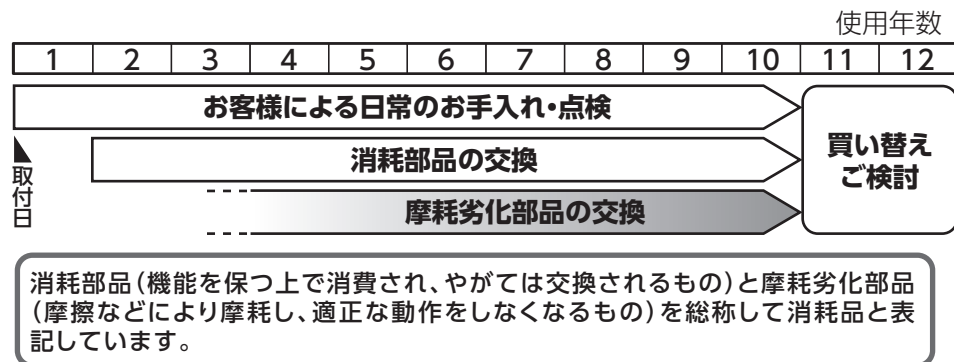 使用年数
1 2 3 4 5 6 7 8 9 10 11 12
お客様による日常のお手入れ・点検
消耗部品の交換
摩耗劣化部品の交換
買い替え
ご検討
取付日
消耗部品(機能を保つ上で消費され、やがては交換されるもの)と摩耗劣化部品
(摩擦などにより摩耗し、適正な動作をしなくなるもの)を総称して消耗品と表
記しています。